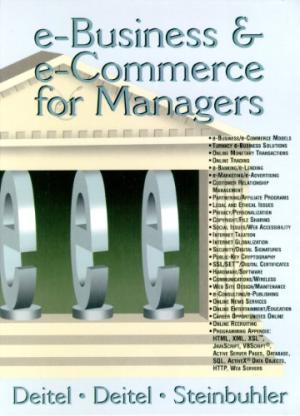 e-Business &
e-Commerce
for Managers
• e-Business/e-Commerce Models
• Turnkey e-Business Solutions
• Online Monetary Transactions
• Online Trading
• e-Banking/e-Lending
• e-Marketing/e-Advertising
• Customer Relationship
Management
• Partnering/Affiliate Programs
• Legal and Ethical Issues
• Privacy/Personalization
• Copyright/File Sharing
• Social Issues/Web Accessibility
• Internet Taxation
• Internet Globalization
• Security/Digital Signatures
• Public-Key Cryptography
• SSL/SET™/Digital Certificates
• Hardware/Software
• Communications/Wireless
• Web Site Design/Maintenance
• e-Consulting/e-Publishing
• Online News Services
• Online Entertainment/Education
• Career Opportunities Online
• Online Recruiting
• Programming Appendix:
HTML, XML, XSL™,
JavaScript, VBScript®,
Active Server Pages, Database,
SQL, ActiveX® Data Objects,
HTTP, Web Servers
e e e
Deitel • Deitel • Steinbuhler